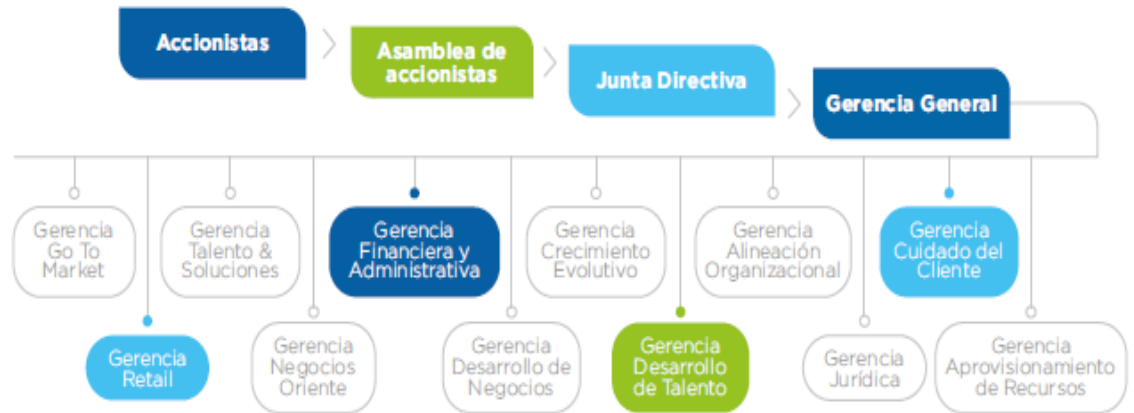 Accionistas
Asamblea de
accionistas
Junta Directiva
Gerencia General
Gerencia
Go To
Market
Gerencia
Retail
Gerencia
Talento &
Soluciones
Gerencia
Negocios
Oriente
Gerencia
Financiera y
Administrativa
Gerencia
Desarrollo de
Negocios
Gerencia
Crecimiento
Evolutivo
Gerencia
Desarrollo
de Talento
Gerencia
Alineación
Organizacional
Gerencia
Jurídica
Gerencia
Cuidado del
Cliente
Gerencia
Aprovisionamiento
de Recursos